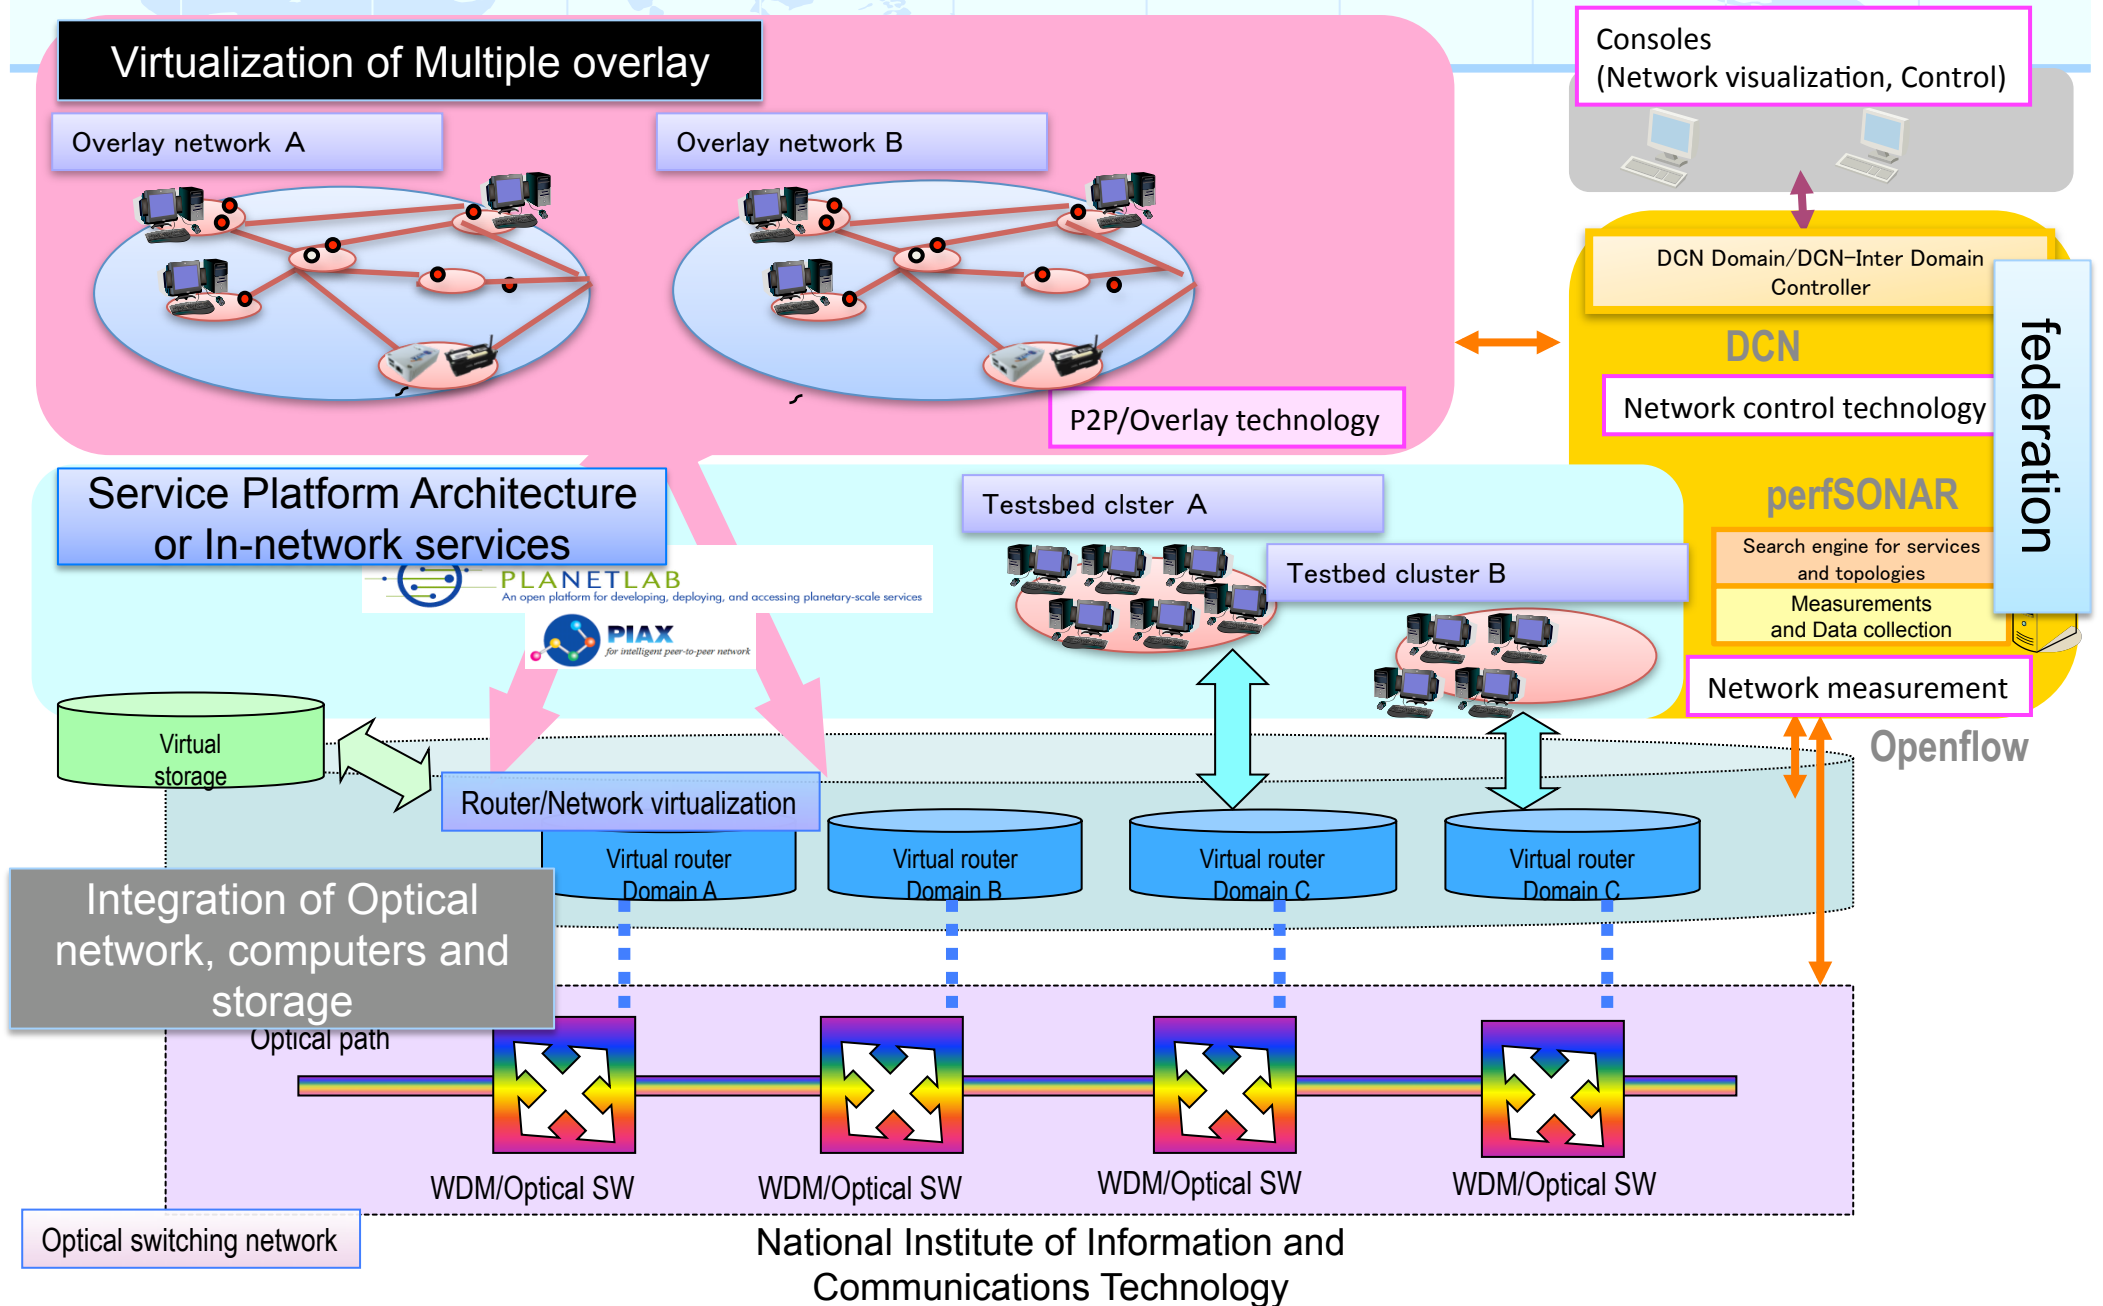 Virtualization of Multiple overlay
Consoles
(Network visualization, Control)
Overlay network A
Overlay network B
DCN Domain/DCN-Inter Domain
Controller
DCN
federation
Network control technology
P2P/Overlay technology
Service Platform Architecture
or In-network services
Testsbed clster A
perfSONAR
Search engine for services
and topologies
Testbed cluster B
PLANETLAB
An open platform for developing, deploying, and accessing planetary-scale services
Measurements
and Data collection
PIAX
for intelligent peer-to-peer network
Network measurement
Virtual
storage
Openflow
Router/Network virtualization
Virtual router
Domain A
Virtual router
Domain B
Virtual router
Domain C
Virtual router
Domain C
Integration of Optical
network, computers and
storage
Optical path
WDM/Optical SW
WDM/Optical SW
WDM/Optical SW
WDM/Optical SW
Optical switching network
National Institute of Information and
Communications Technology